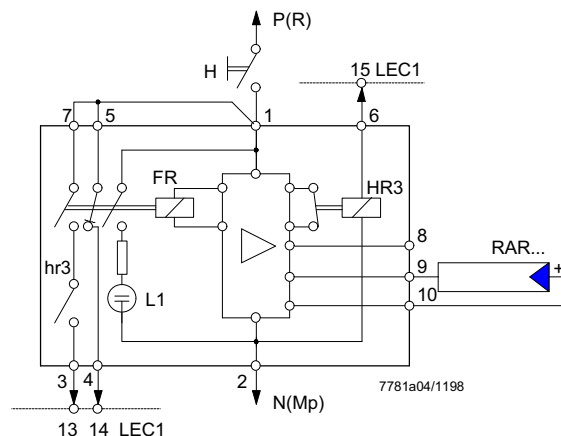 P(R)
H
15 LEC1
7 5 1 6
FR
HR3
8
RAR...
9
+
10
hr3
L1
3 4 2
7781a04/1198
N(Mp)
13 14 LEC1